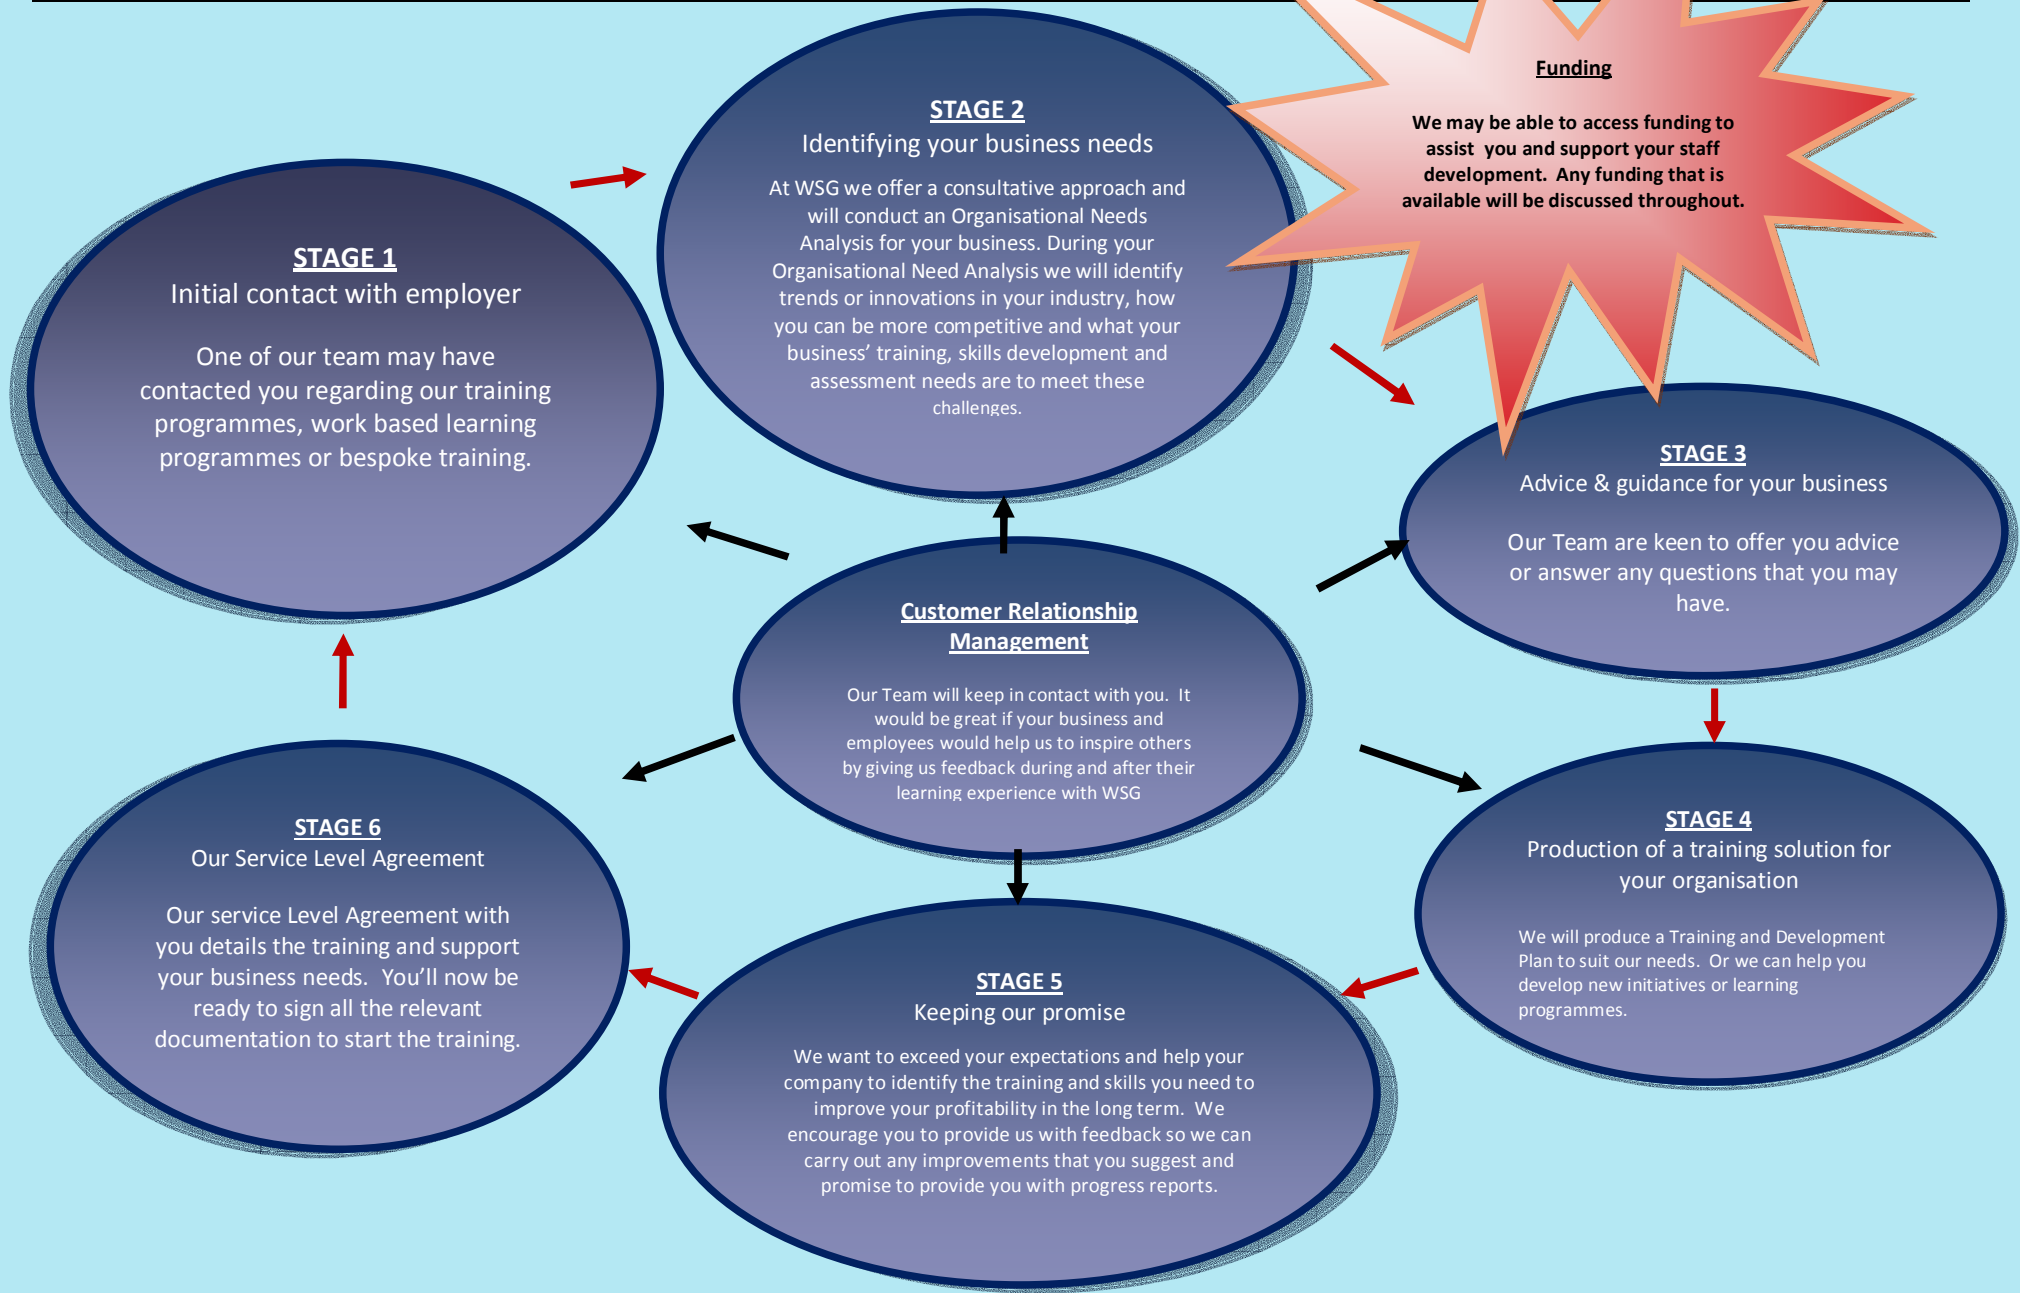 STAGE 1
Initial contact with employer
One of our team may have
contacted you regarding our training
programmes, work based learning
programmes or bespoke training.
STAGE 2
Identifying your business needs
At WSG we offer a consultative approach and
will conduct an Organisational Needs
Analysis for your business. During your
Organisational Need Analysis we will identify
trends or innovations in your industry, how
you can be more competitive and what your
business’ training, skills development and
assessment needs are to meet these
challenges.
Funding
We may be able to access funding to
assist you and support your staff
development. Any funding that is
available will be discussed throughout.
STAGE 3
Advice & guidance for your business
Our Team are keen to offer you advice
or answer any questions that you may
have.
Customer Relationship
Management
Our Team will keep in contact with you. It
would be great if your business and
employees would help us to inspire others
by giving us feedback during and after their
learning experience with WSG
STAGE 4
Production of a training solution for
your organisation
We will produce a Training and Development
Plan to suit our needs. Or we can help you
develop new initiatives or learning
programmes.
STAGE 5
Keeping our promise
We want to exceed your expectations and help your
company to identify the training and skills you need to
improve your profitability in the long term. We
encourage you to provide us with feedback so we can
carry out any improvements that you suggest and
promise to provide you with progress reports.
STAGE 6
Our Service Level Agreement
Our service Level Agreement with
you details the training and support
your business needs. You’ll now be
ready to sign all the relevant
documentation to start the training.